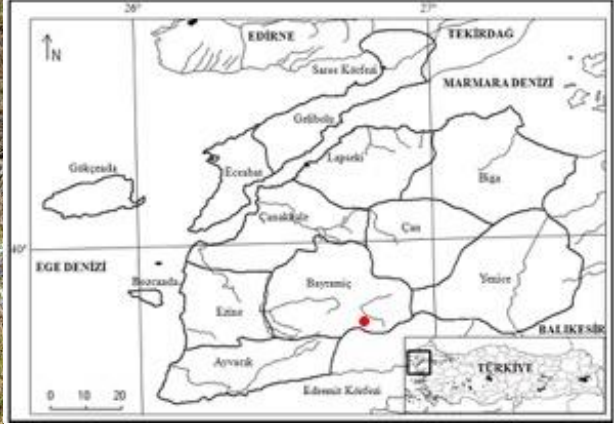 26°
27°
N
EDİRNE
TEKİRDAĞ
Saros Körfezi
MARMARA DENİZİ
Gelibolu
Gökçeada
Eceabat
Lapseki
Biga
Çanakkale
Çan
40°
EGE DENİZİ
Bozcaada
Bayramiç
Yenice
Ezine
BALIKESİR
Ayvacık
TÜRKİYE
Edremit Körfezi
0 10 20